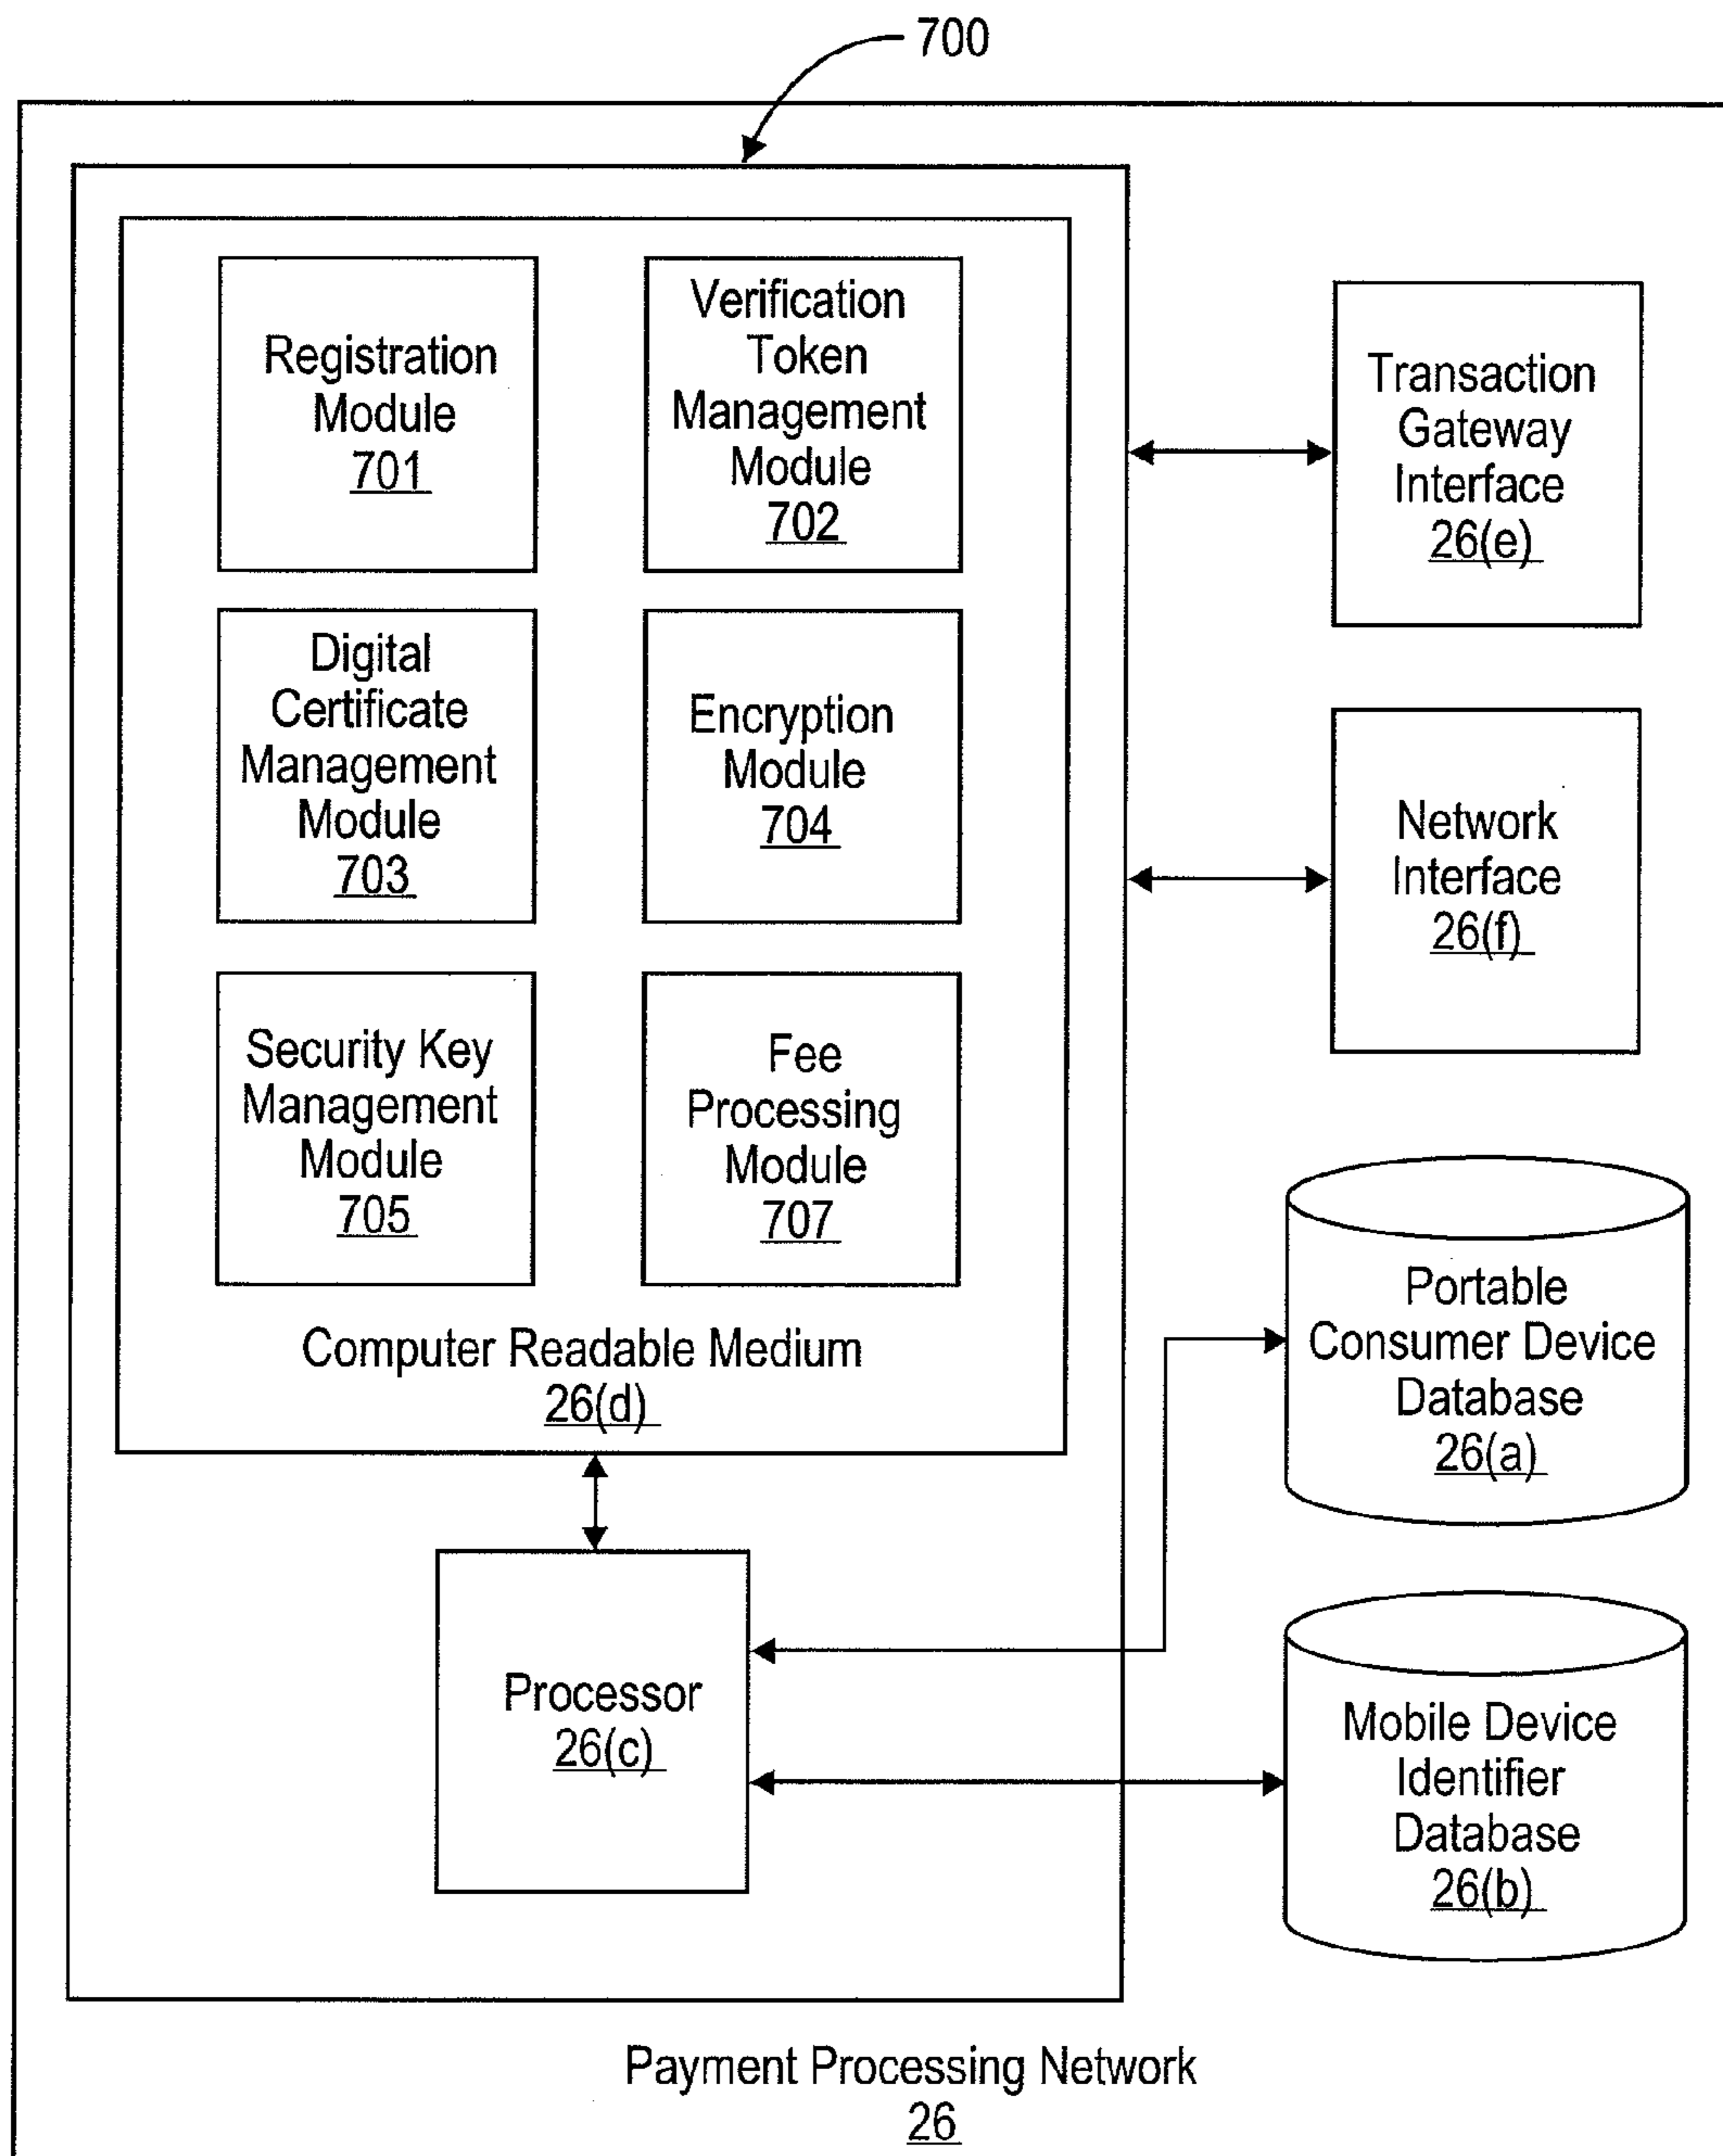 700
Registration
Module
701
Verification
Token
Management
Module
702
Digital
Certificate
Management
Module
703
Encryption
Module
704
Security Key
Management
Module
705
Fee
Processing
Module
707
Computer Readable Medium
26(d)
Processor
26(c)
Transaction
Gateway
Interface
26(e)
Network
Interface
26(f)
Portable
Consumer Device
Database
26(a)
Mobile Device
Identifier
Database
26(b)
Payment Processing Network
26